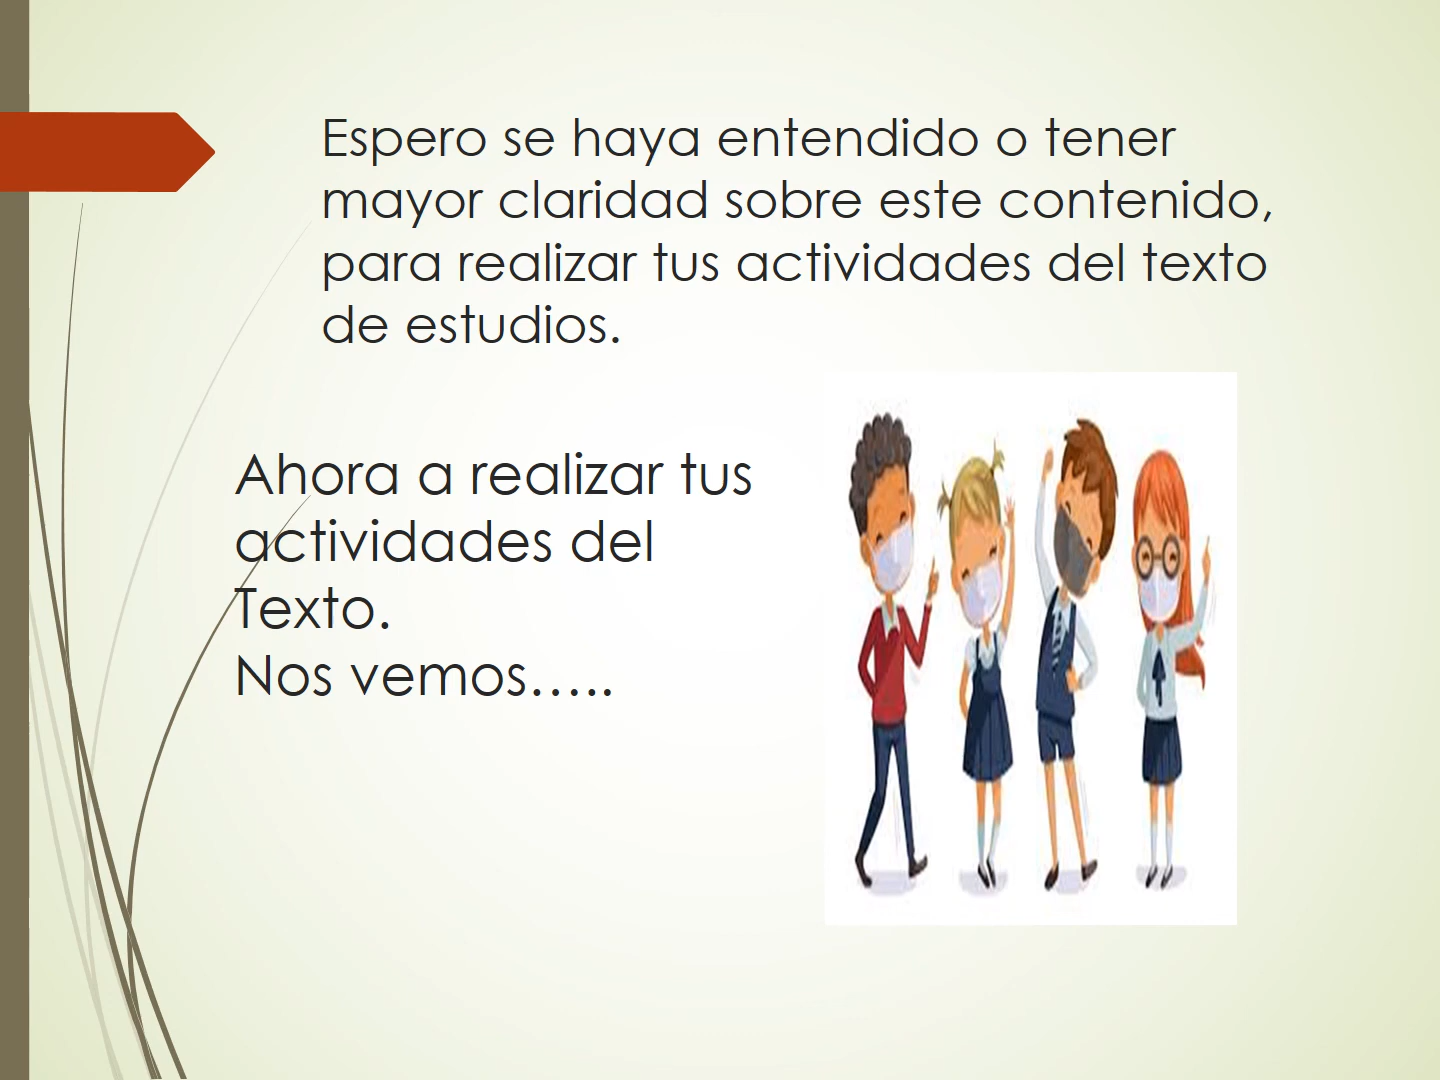 Espero se haya entendido o tener
mayor claridad sobre este contenido,
para realizar tus actividades del texto
de estudios.
Ahora a realizar tus
actividades del
Texto.
Nos vemos…..